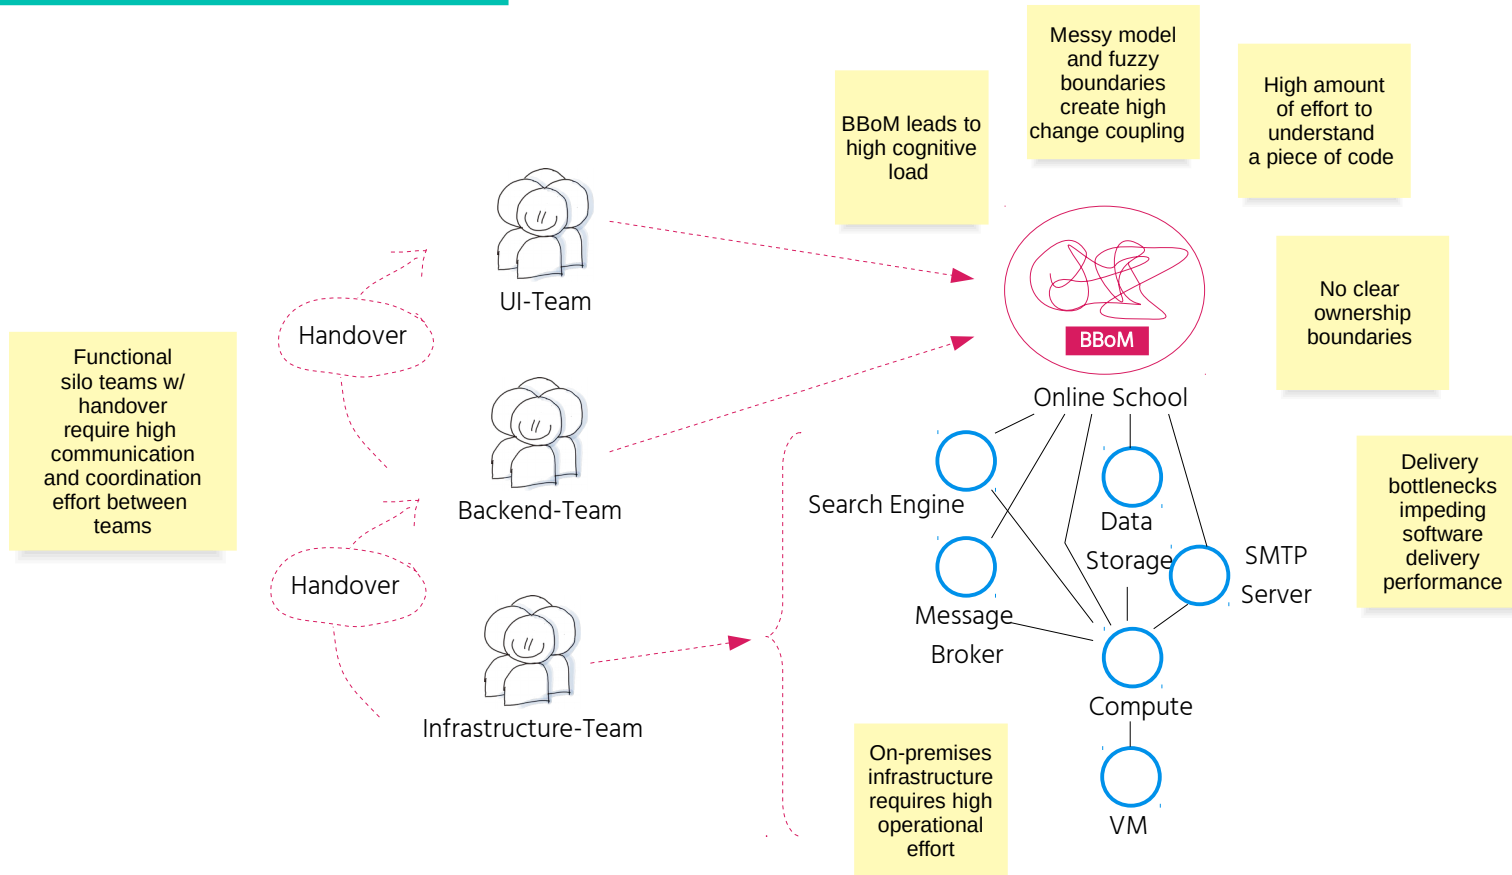 Messy model
and fuzzy
boundaries
create high
change coupling
High amount
of effort to
understand
a piece of code
BBoM leads to
high cognitive
load
UI-Team
Handover
BBoM
No clear
ownership
boundaries
Functional
silo teams w/
handover
require high
communication
and coordination
effort between
teams
Online School
Backend-Team
Search Engine
Data
Storage
Delivery
bottlenecks
impeding
software
delivery
performance
SMTP
Server
Handover
Message
Broker
Infrastructure-Team
Compute
On-premises
infrastructure
requires high
operational
effort
VM